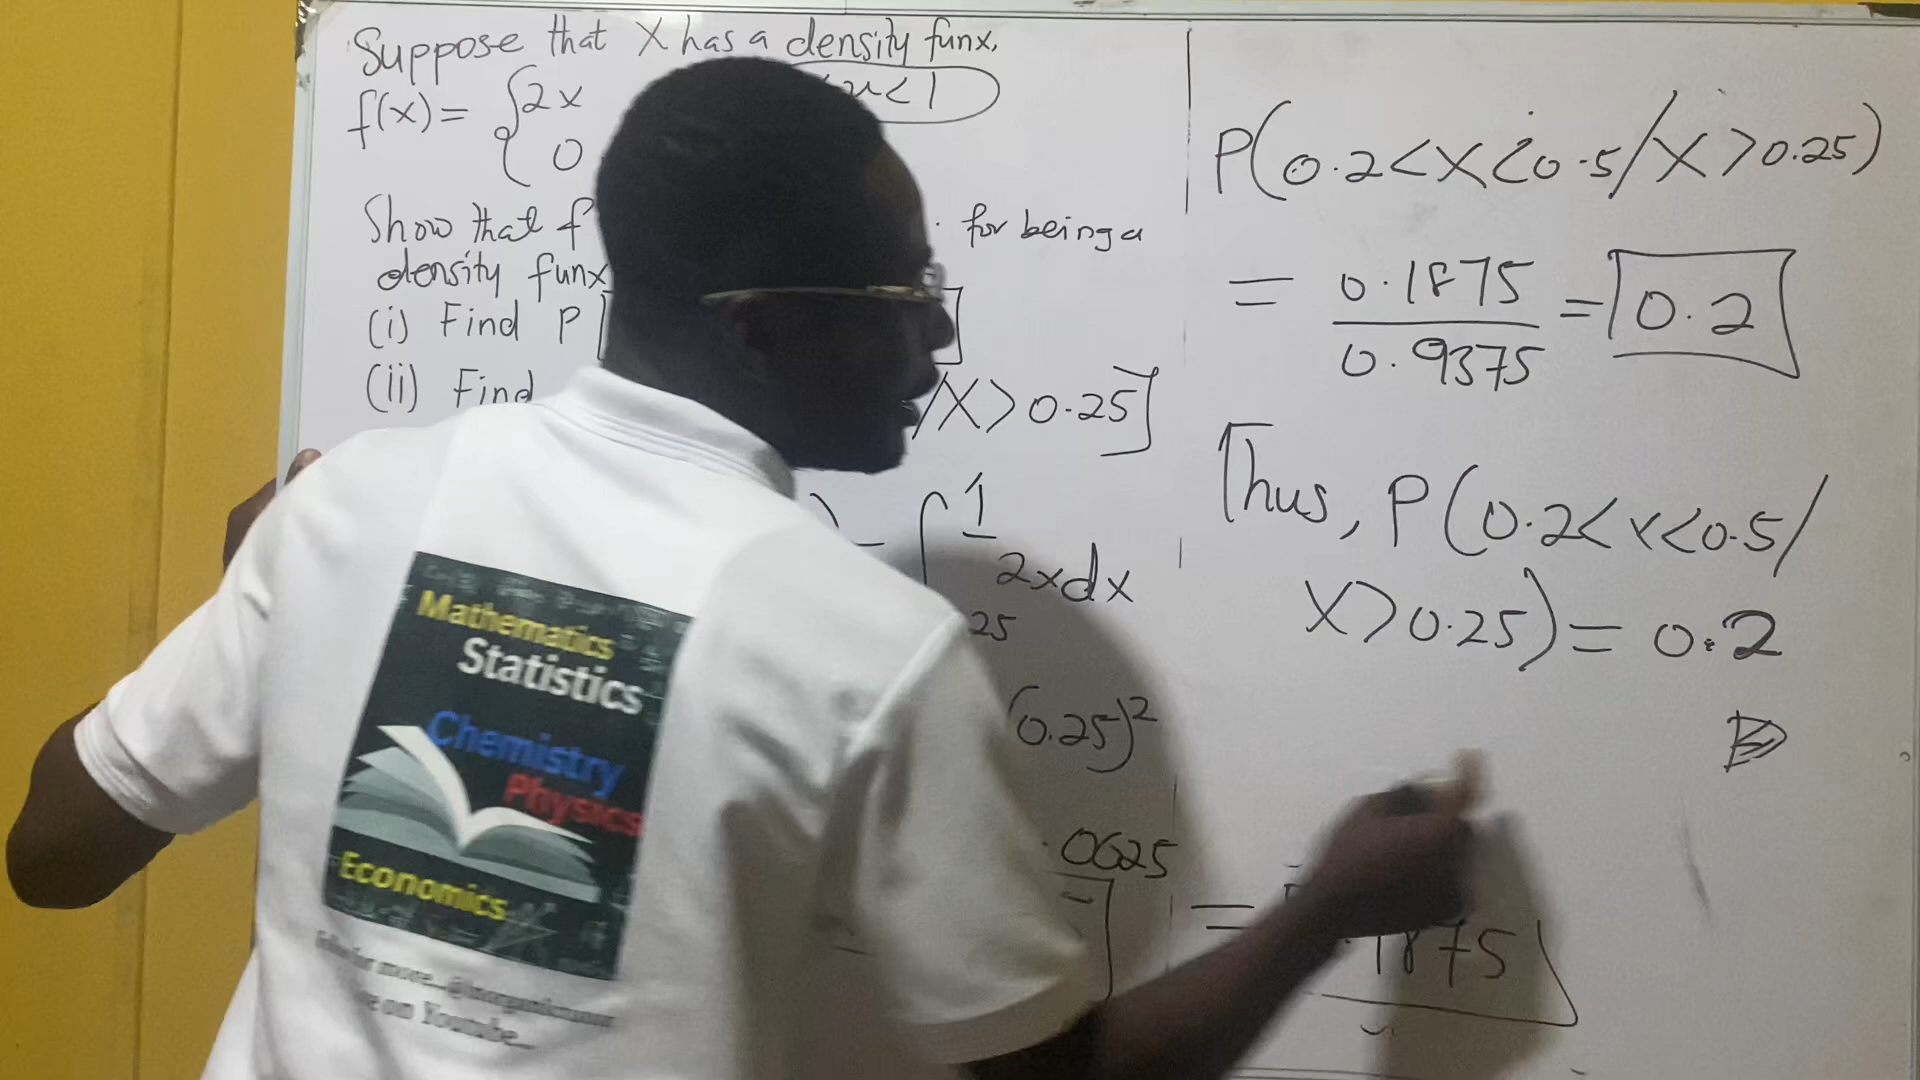 Suppose that X has a density funx.
f(x) = { 2x <x<1
0
Show that f for being a
density funx
(i) Find P [
(ii) Find /X>0.25]
) = ∫ 1
2xdx
25
(0.25)²
.0625
P(0.2<X<0.5/X>0.25)
= 0.1875
0.9375
= 0.2
Thus, P(0.2<x<0.5/
X>0.25) = 0.2
=
.1875
Mathematics
Statistics
Chemistry
Physics
Economics
on Youtube...